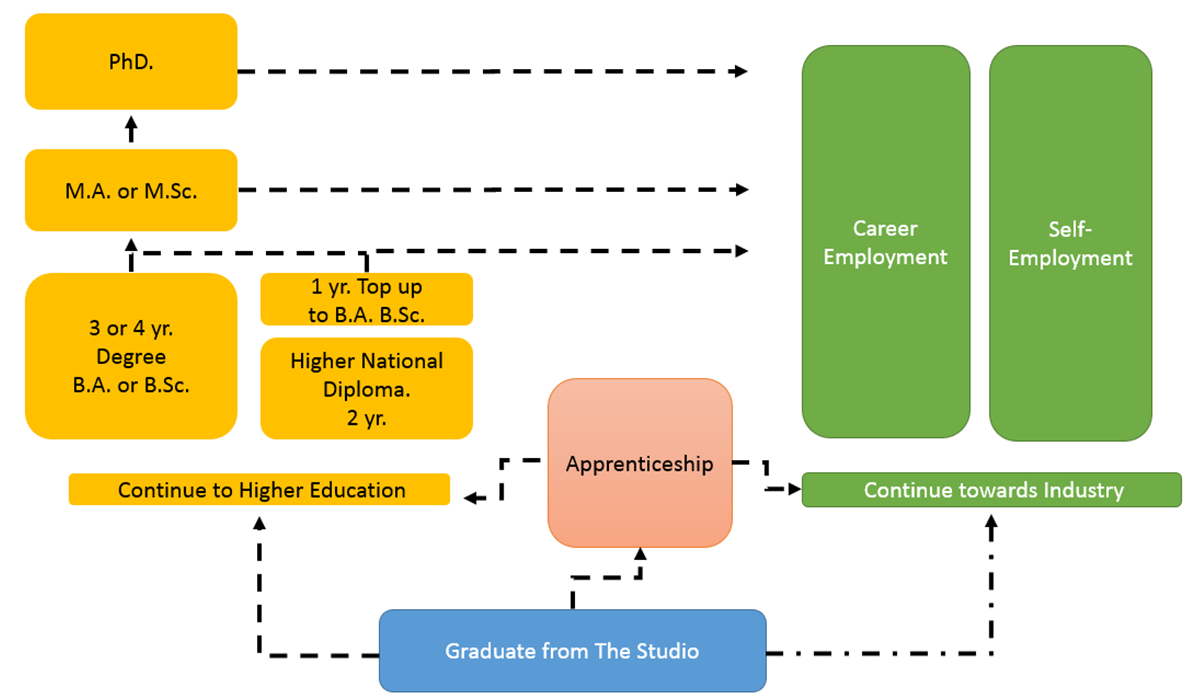 PhD.
M.A. or M.Sc.
3 or 4 yr.
Degree
B.A. or B.Sc.
1 yr. Top up
to B.A. B.Sc.
Higher National
Diploma.
2 yr.
Continue to Higher Education
Apprenticeship
Career
Employment
Self-
Employment
Continue towards Industry
Graduate from The Studio